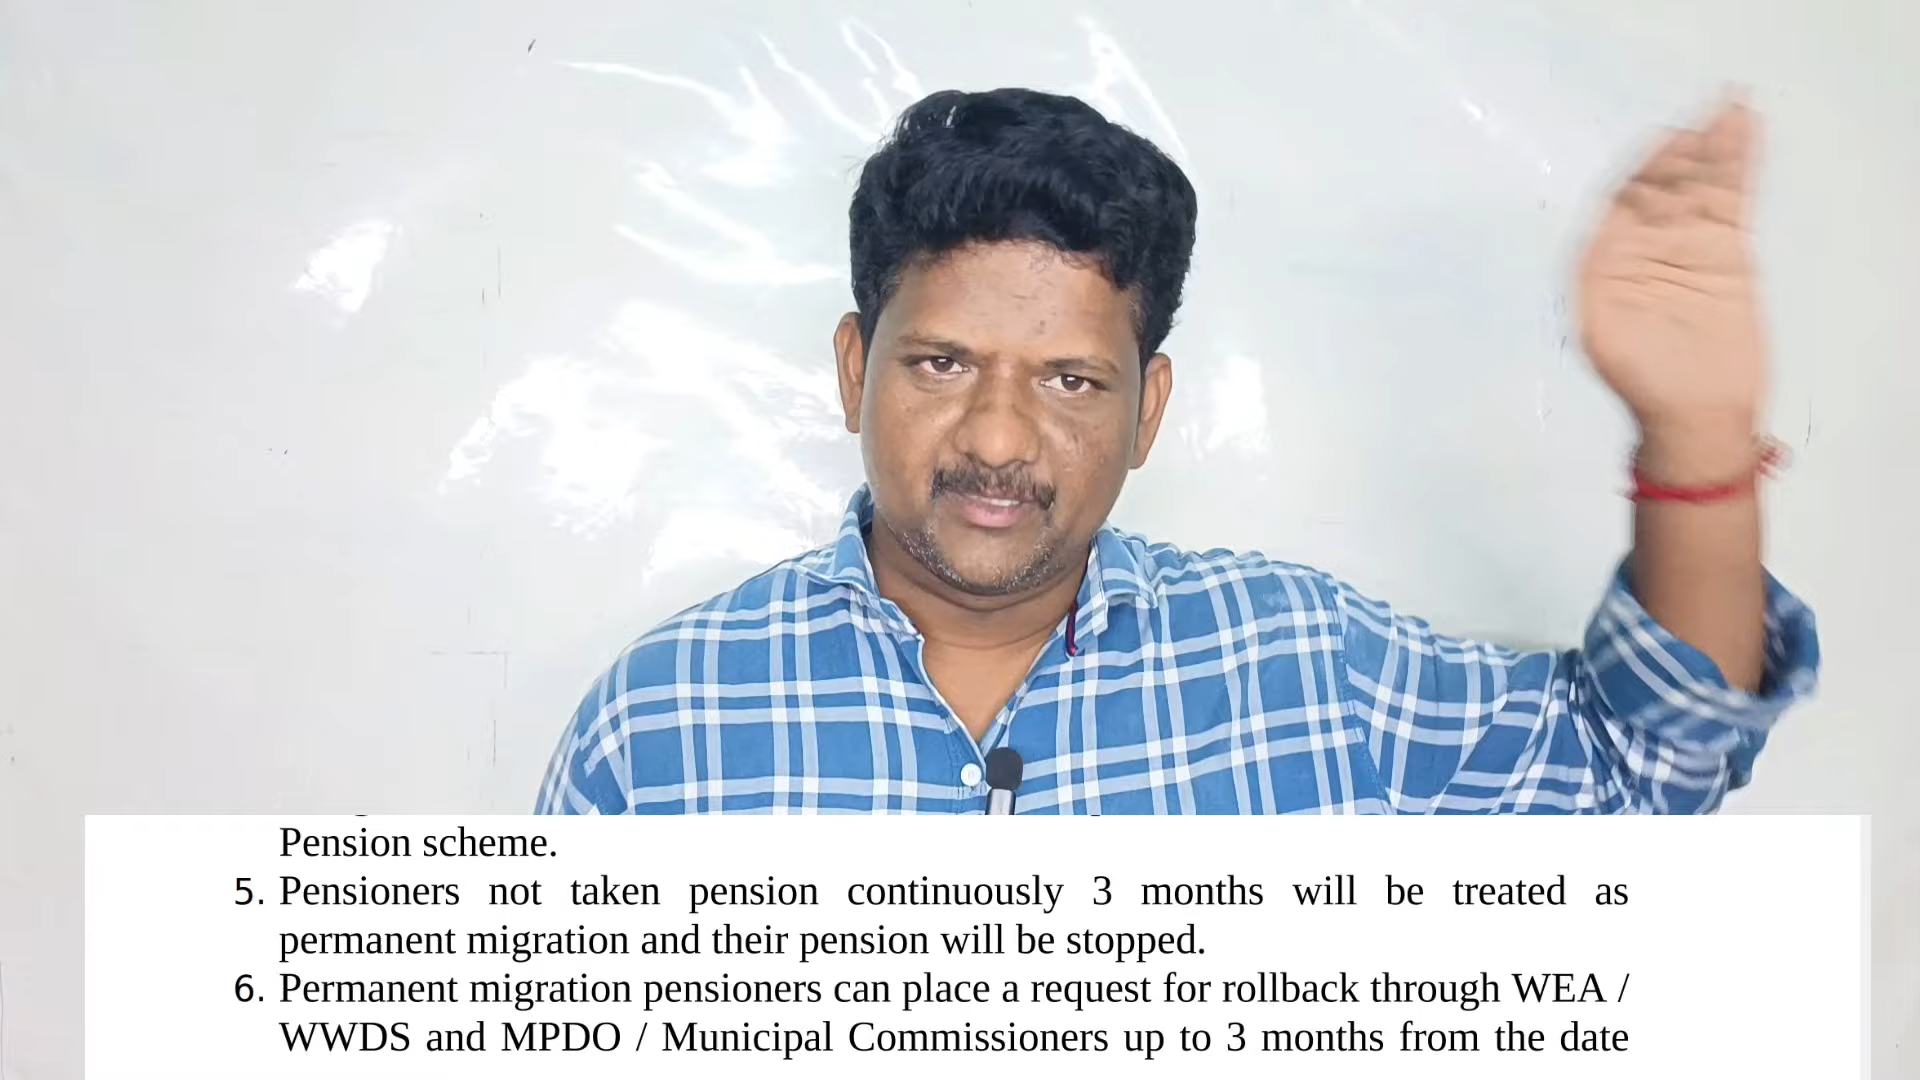 Pension scheme.
5. Pensioners not taken pension continuously 3 months will be treated as
permanent migration and their pension will be stopped.
6. Permanent migration pensioners can place a request for rollback through WEA /
WWDS and MPDO / Municipal Commissioners up to 3 months from the date